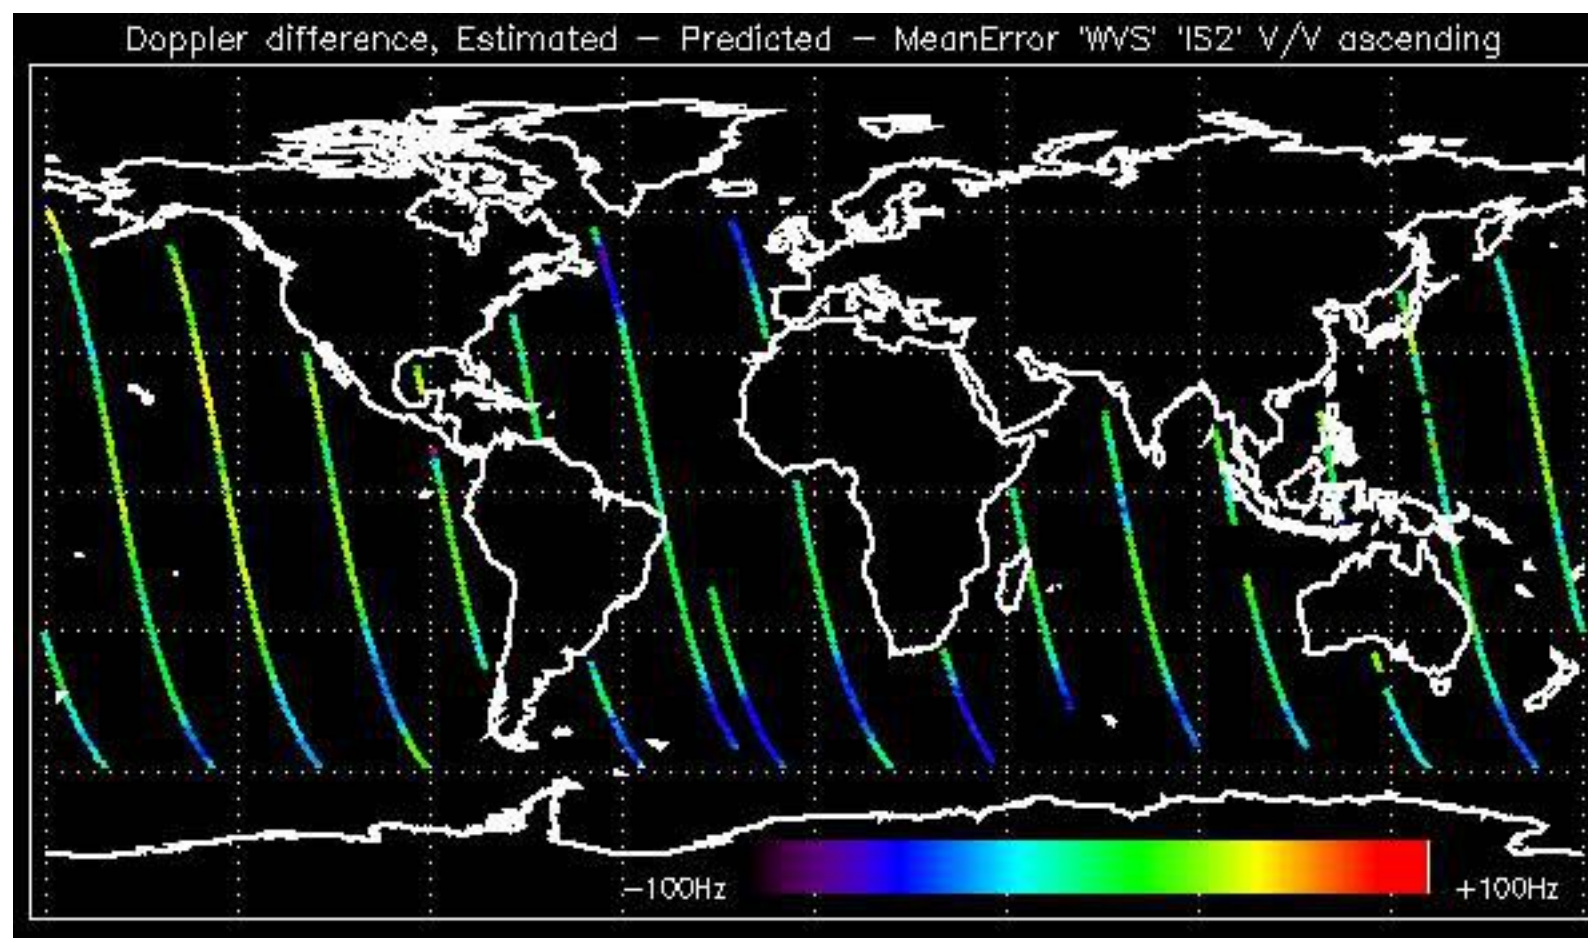 Doppler difference, Estimated – Predicted – MeanError 'WVS' 'IS2' V/V ascending
−100Hz
+100Hz